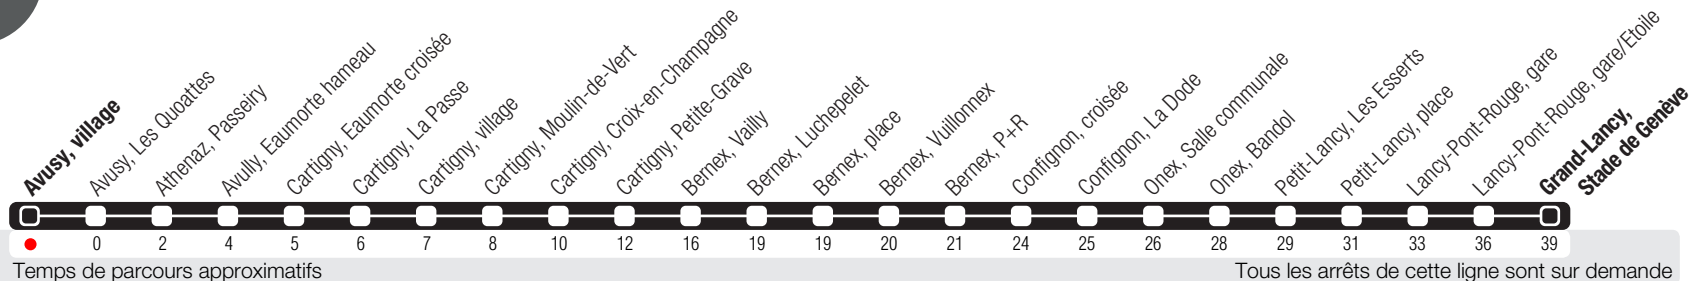 Avusy, village
Avusy, Les Quoattes
Athenaz, Passeiry
Avully, Eaumorte hameau
Cartigny, Eaumorte croisée
Cartigny, La Passe
Cartigny, village
Cartigny, Moulin-de-Vert
Cartigny, Croix-en-Champagne
Cartigny, Petite-Grave
Bernex, Vailly
Bernex, Luchepelet
Bernex, place
Bernex, Vuillonnex
Bernex, P+R
Confignon, croisée
Confignon, La Dode
Onex, Salle communale
Onex, Bandol
Petit-Lancy, Les Esserts
Petit-Lancy, place
Lancy-Pont-Rouge, gare
Lancy-Pont-Rouge, gare/Etoile
Grand-Lancy,
Stade de Genève
0 2 4 5 6 7 8 10 12 16 19 19 20 21 24 25 26 28 29 31 33 36 39
Temps de parcours approximatifs
Tous les arrêts de cette ligne sont sur demande